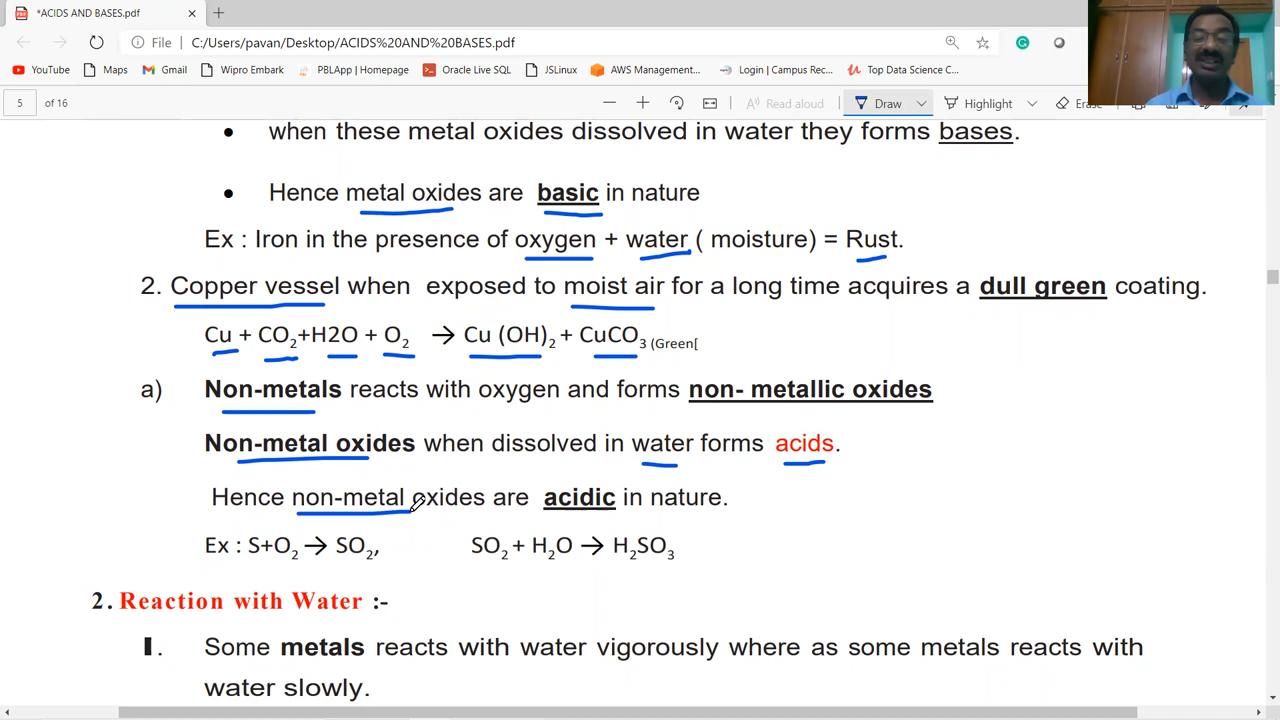 *ACIDS AND BASES.pdf
File C:/Users/pavan/Desktop/ACIDS%20AND%20BASES.pdf
YouTube Maps Gmail Wipro Embark PBLApp | Homepage Oracle Live SQL JSLinux AWS Management... Login | Campus Rec... Top Data Science C...
5 of 16 Read aloud Draw Highlight Erase
• when these metal oxides dissolved in water they forms bases.
• Hence metal oxides are basic in nature
Ex : Iron in the presence of oxygen + water ( moisture) = Rust.
2. Copper vessel when exposed to moist air for a long time acquires a dull green coating.
Cu + CO₂+H2O + O₂ → Cu (OH)₂ + CuCO₃ (Green[
a) Non-metals reacts with oxygen and forms non- metallic oxides
Non-metal oxides when dissolved in water forms acids.
Hence non-metal oxides are acidic in nature.
Ex : S+O₂ → SO₂, SO₂ + H₂O → H₂SO₃
2. Reaction with Water :-
I. Some metals reacts with water vigorously where as some metals reacts with
water slowly.